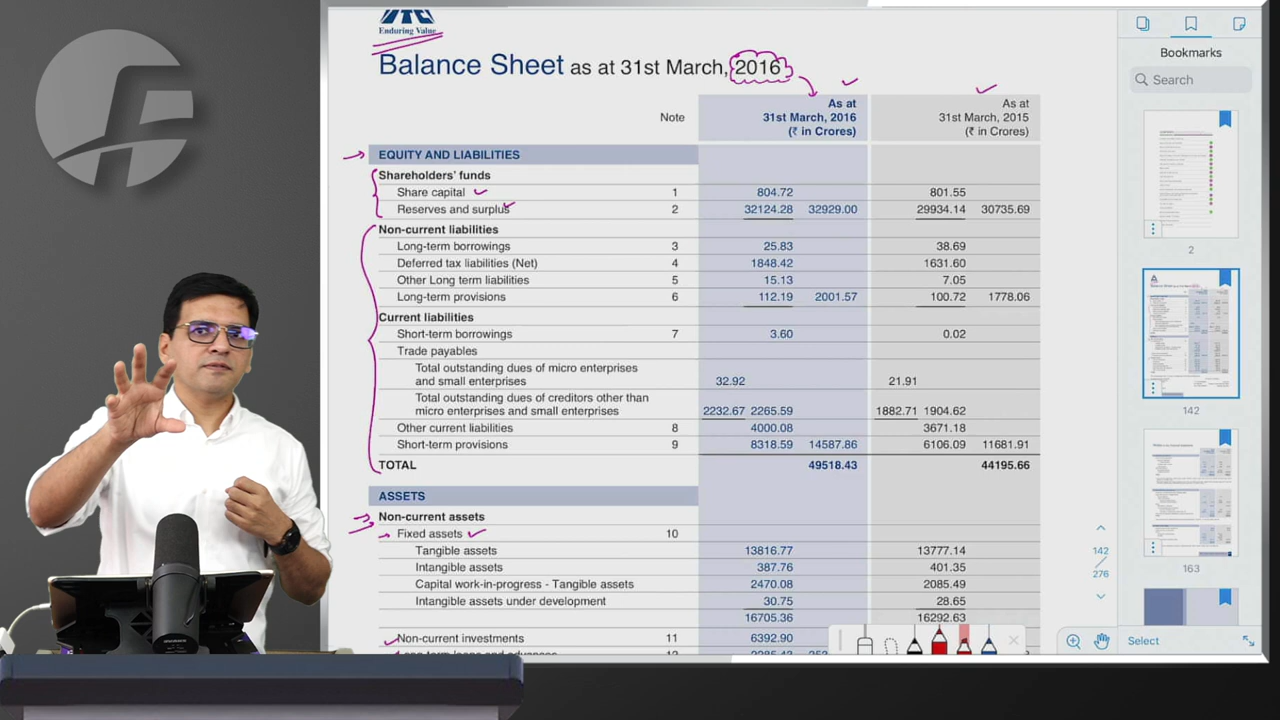 ITC
Enduring Value
Balance Sheet as at 31st March, 2016
Note
As at
31st March, 2016
(₹ in Crores)
As at
31st March, 2015
(₹ in Crores)
EQUITY AND LIABILITIES
Shareholders' funds
Share capital 1 804.72 801.55
Reserves and surplus 2 32124.28 32929.00 29934.14 30735.69
Non-current liabilities
Long-term borrowings 3 25.83 38.69
Deferred tax liabilities (Net) 4 1848.42 1631.60
Other Long term liabilities 5 15.13 7.05
Long-term provisions 6 112.19 2001.57 100.72 1778.06
Current liabilities
Short-term borrowings 7 3.60 0.02
Trade payables
Total outstanding dues of micro enterprises
and small enterprises 32.92 21.91
Total outstanding dues of creditors other than
micro enterprises and small enterprises 2232.67 2265.59 1882.71 1904.62
Other current liabilities 8 4000.08 3671.18
Short-term provisions 9 8318.59 14587.86 6106.09 11681.91
TOTAL 49518.43 44195.66
ASSETS
Non-current assets
Fixed assets 10
Tangible assets 13816.77 13777.14
Intangible assets 387.76 401.35
Capital work-in-progress - Tangible assets 2470.08 2085.49
Intangible assets under development 30.75 28.65
16705.36 16292.63
Non-current investments 11 6392.90
Bookmarks
Search
2
142
163
142
276
Select